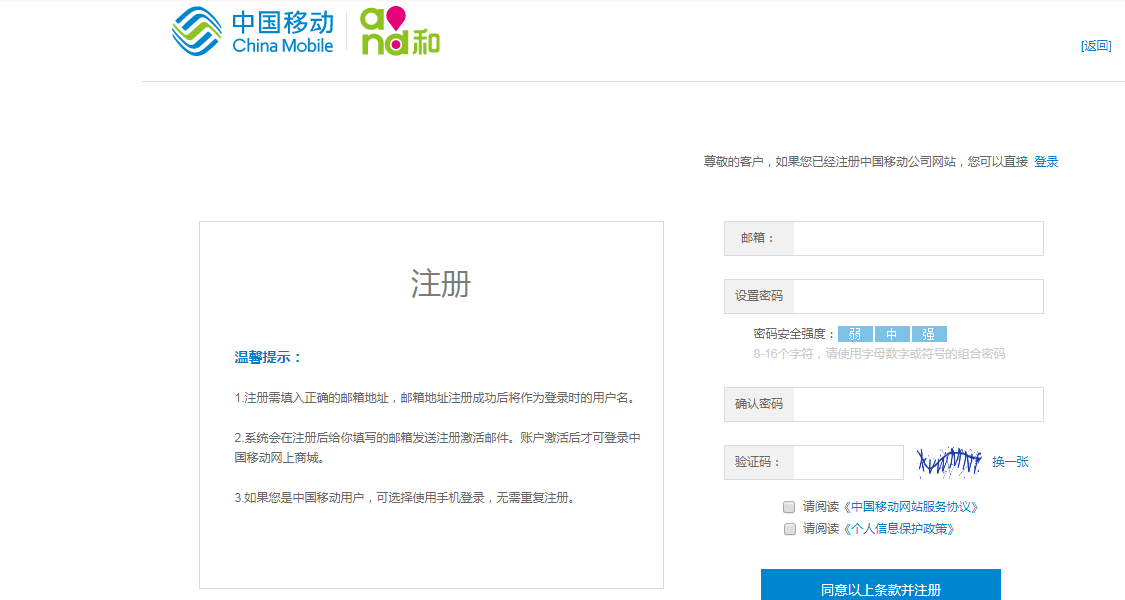 中国移动
China Mobile
and和
[返回]
尊敬的客户，如果您已经注册中国移动公司网站，您可以直接 登录
注册
温馨提示：
1.注册需填入正确的邮箱地址，邮箱地址注册成功后将作为登录时的用户名。
2.系统会在注册后给你填写的邮箱发送注册激活邮件。账户激活后才可登录中
国移动网上商城。
3.如果您是中国移动用户，可选择使用手机登录，无需重复注册。
邮箱：
设置密码
密码安全强度： 弱 中 强
8-16个字符，请使用字母数字或符号的组合密码
确认密码
验证码：
换一张
请阅读《中国移动网站服务协议》
请阅读《个人信息保护政策》
同意以上条款并注册